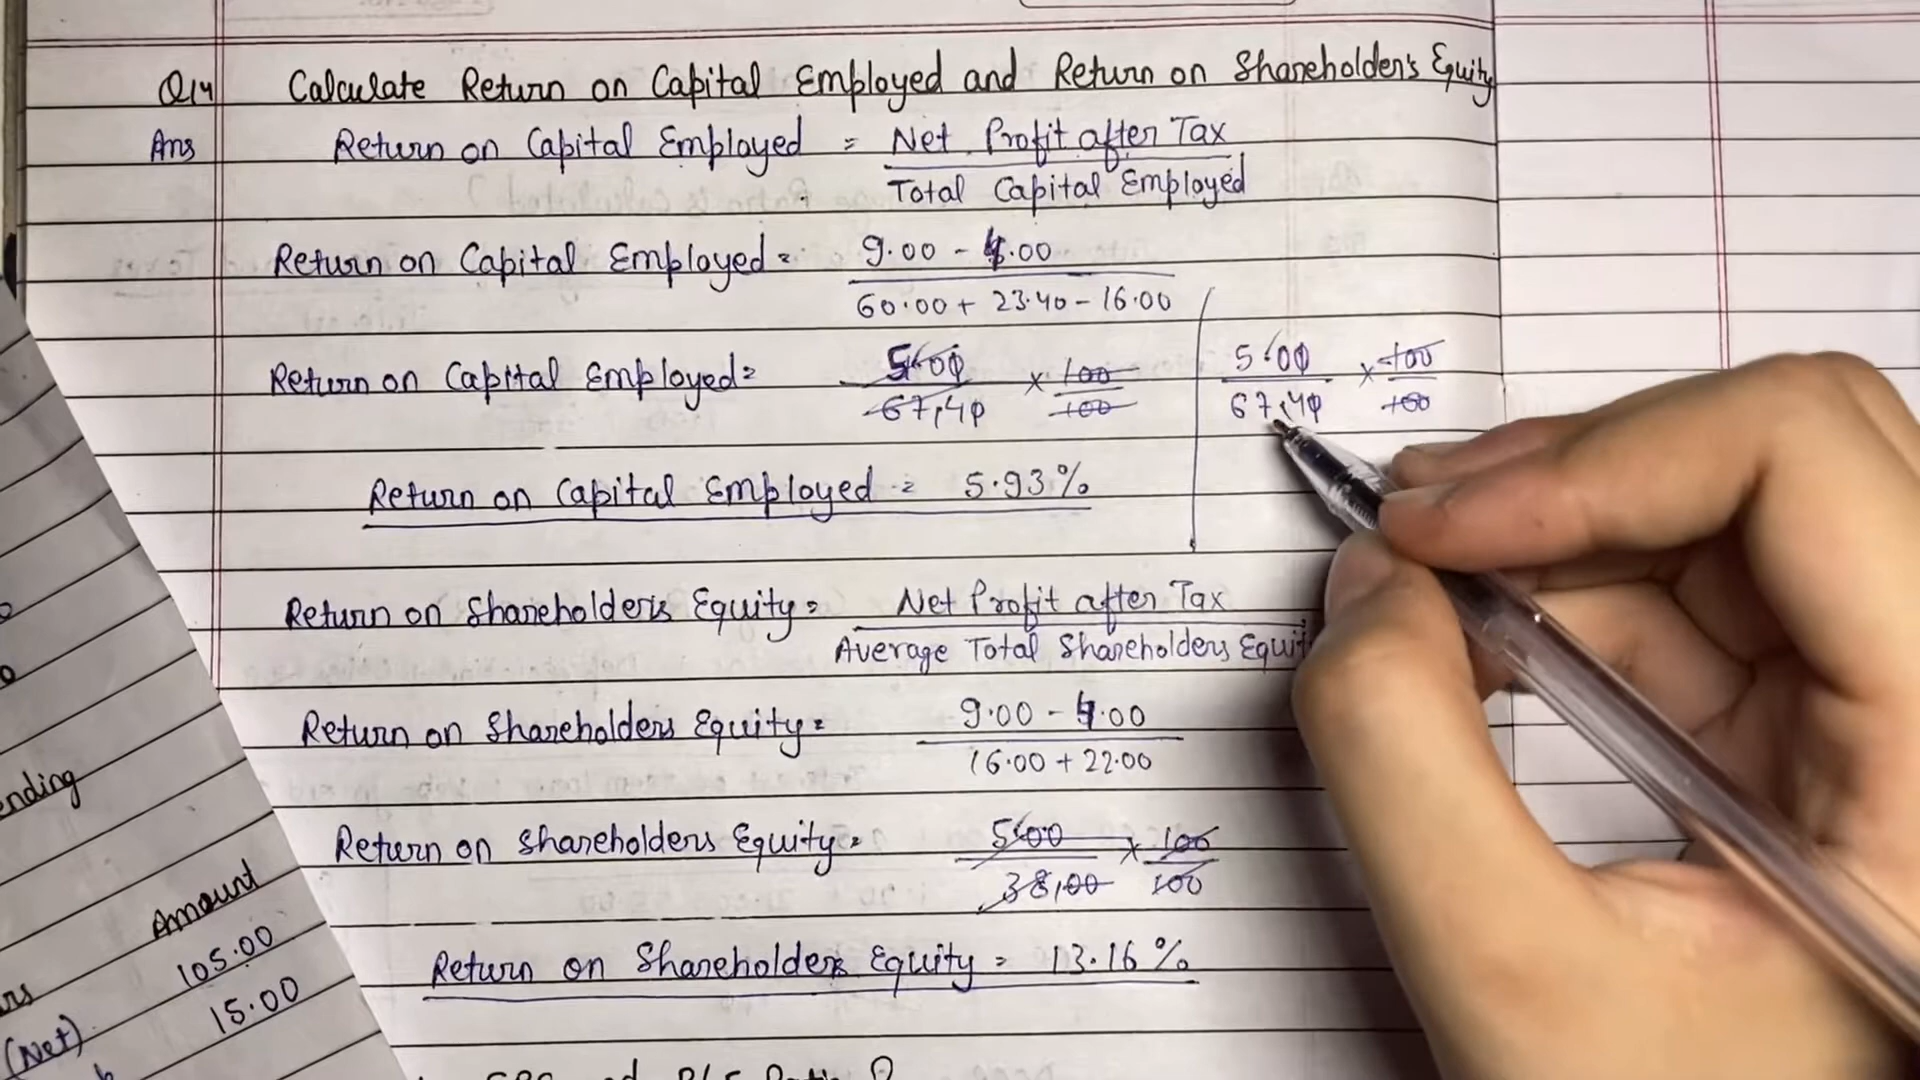 Q14 Calculate Return on Capital Employed and Return on Shareholder's Equity
Ans Return on Capital Employed = Net Profit after Tax
Total Capital Employed
Return on Capital Employed = 9.00 - 4.00
60.00 + 23.40 - 16.00
Return on Capital Employed = 5.00 × 100 5.00 × 100
67.40 100 67.40 100
Return on Capital Employed = 5.93%
Return on Shareholders Equity = Net Profit after Tax
Average Total Shareholders Equit
Return on Shareholders Equity = 9.00 - 4.00
16.00 + 22.00
Return on Shareholders Equity = 5.00 × 100
38.00 100
Return on Shareholders Equity = 13.16%
ending
Amount
105.00
(Net) 15.00